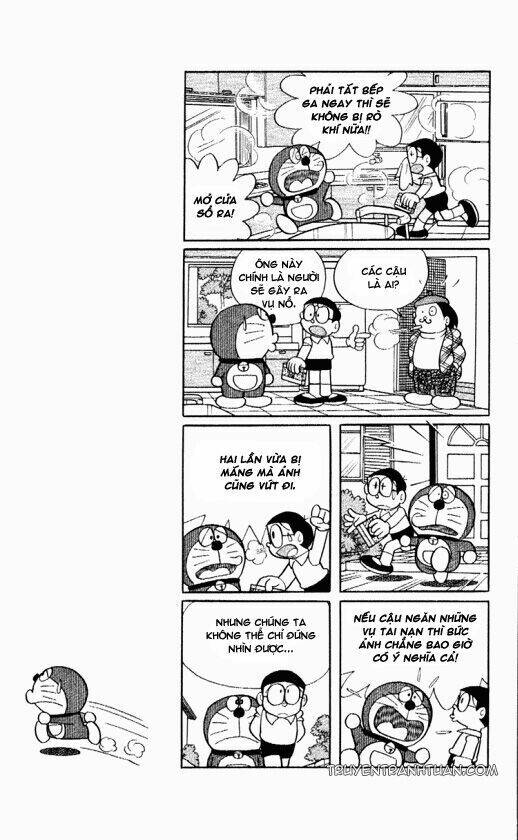 PHẢI TẮT BẾP
GA NGAY THÌ SẼ
KHÔNG BỊ RÒ
KHÍ NỮA!!
MỞ CỬA
SỔ RA!
ÔNG NÀY
CHÍNH LÀ NGƯỜI
SẼ GÂY RA
VỤ NỔ.
CÁC CẬU
LÀ AI?
HAI LẦN VỪA BỊ
MẮNG MÀ ẢNH
CŨNG VỨT ĐI.
NHƯNG CHÚNG TA
KHÔNG THỂ CHỈ ĐỨNG
NHÌN ĐƯỢC...
NẾU CẬU NGĂN NHỮNG
VỤ TAI NẠN THÌ BỨC
ẢNH CHẲNG BAO GIỜ
CÓ Ý NGHĨA CẢ!
TRUYENTRANHTUAN.COM